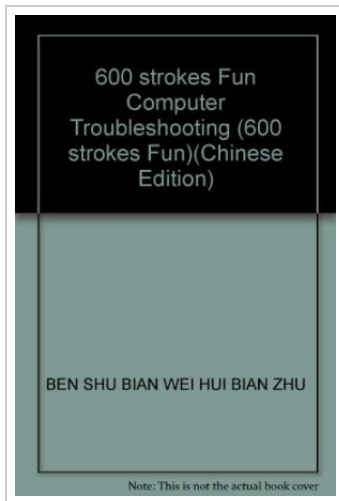 600 strokes Fun
Computer
Troubleshooting (600
strokes Fun)(Chinese
Edition)
BEN SHU BIAN WEI HUI BIAN ZHU
Note: This is not the actual book cover